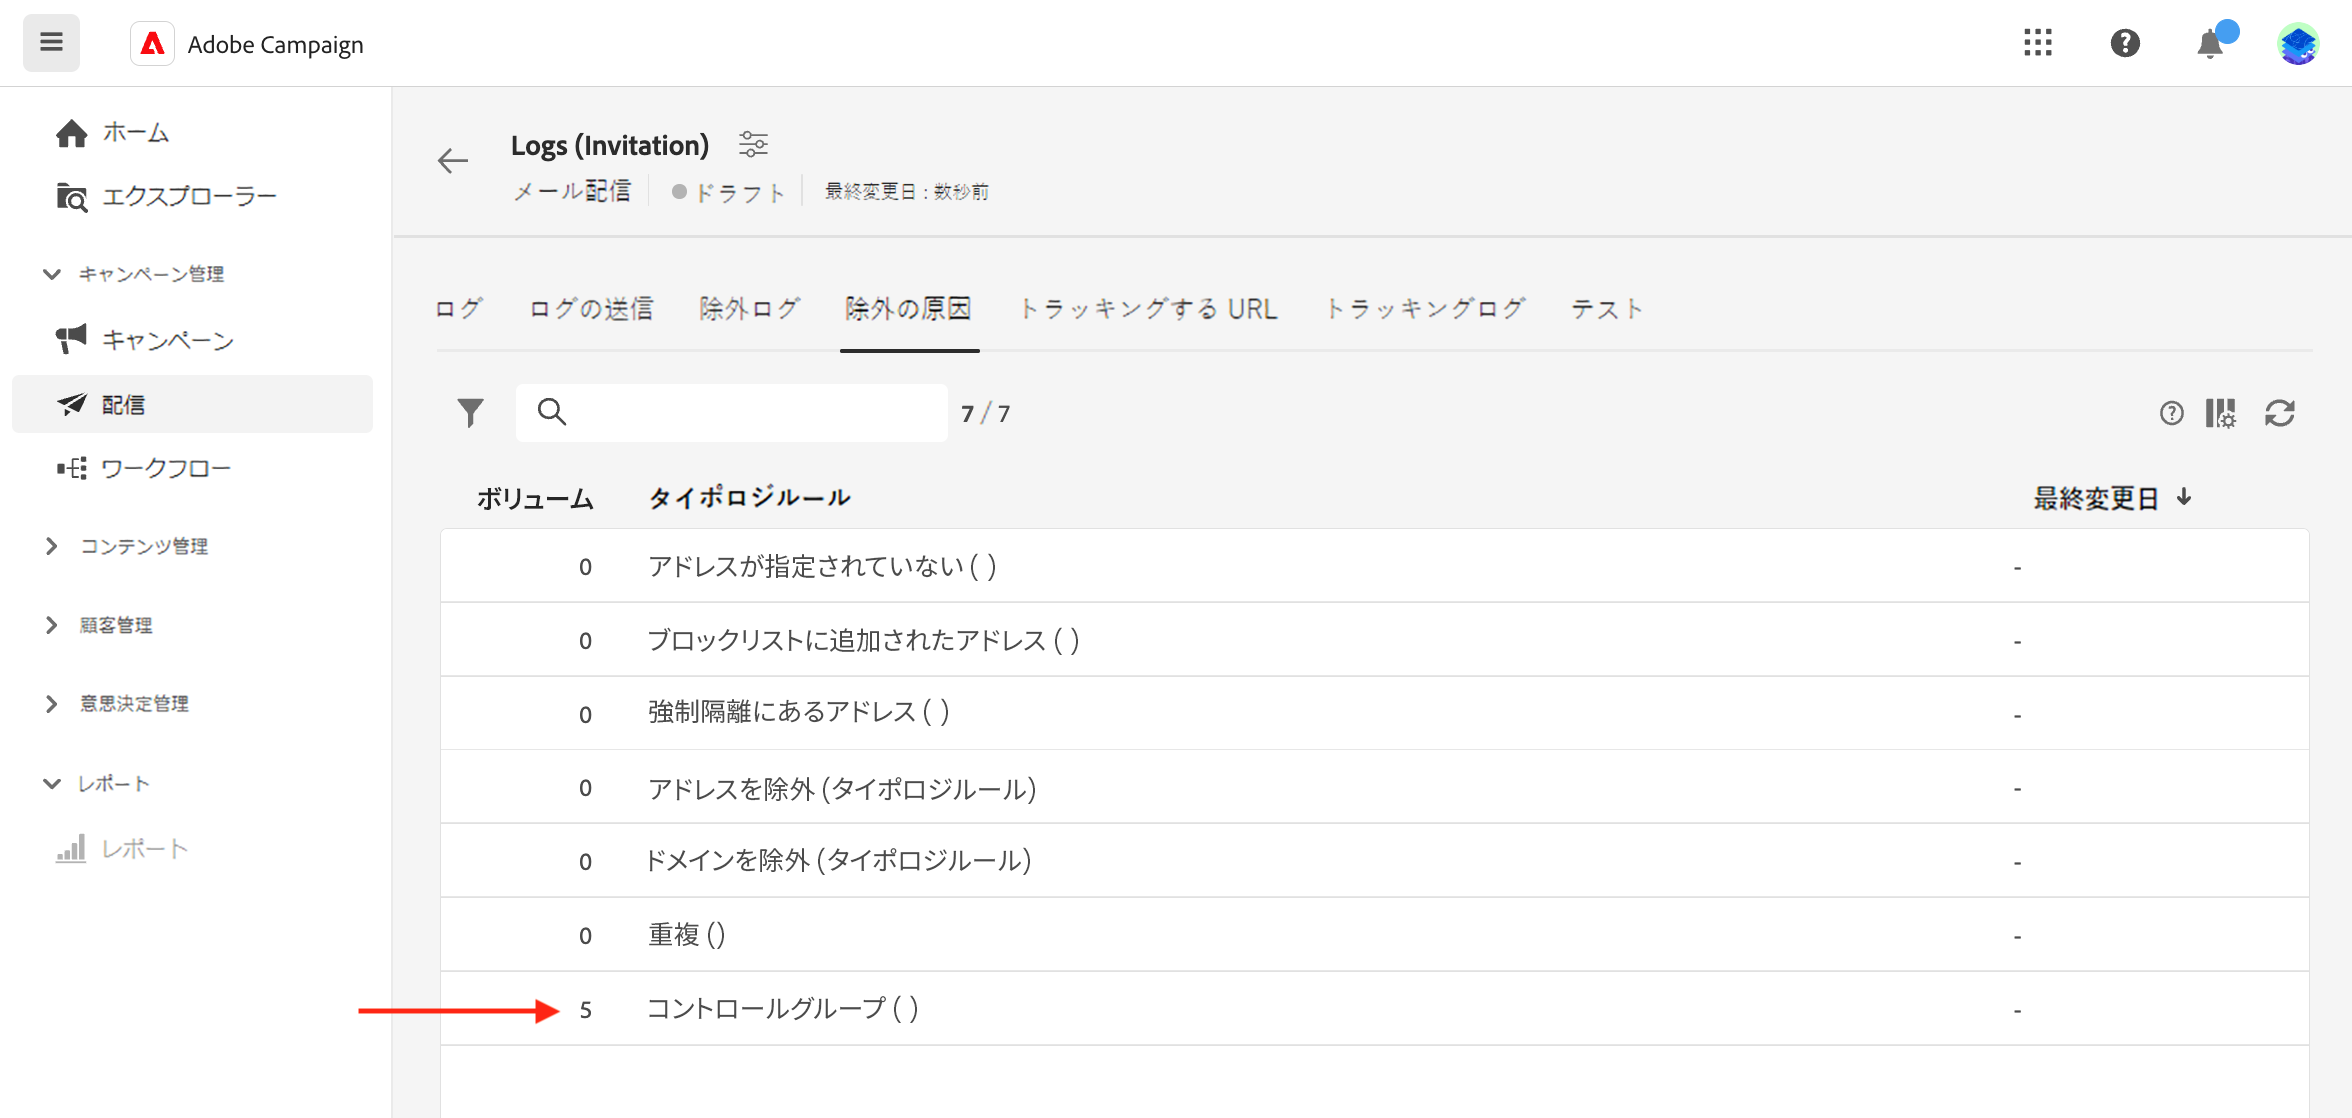 Adobe Campaign
ホーム
エクスプローラー
キャンペーン管理
キャンペーン
配信
ワークフロー
コンテンツ管理
顧客管理
意思決定管理
レポート
レポート
Logs (Invitation)
メール配信 ドラフト 最終変更日 : 数秒前
ログ ログの送信 除外ログ 除外の原因 トラッキングする URL トラッキングログ テスト
7 / 7
ボリューム タイポロジルール 最終変更日
0 アドレスが指定されていない ( ) -
0 ブロックリストに追加されたアドレス ( ) -
0 強制隔離にあるアドレス ( ) -
0 アドレスを除外 (タイポロジルール) -
0 ドメインを除外 (タイポロジルール) -
0 重複 () -
5 コントロールグループ ( ) -